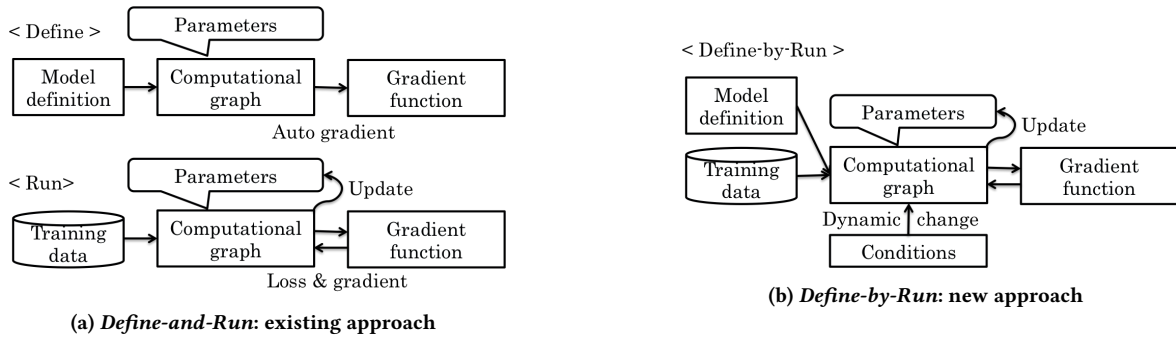 < Define >
Parameters
Model
definition
Computational
graph
Gradient
function
Auto gradient
< Run>
Parameters
Update
Training
data
Computational
graph
Gradient
function
Loss & gradient
(a) Define-and-Run: existing approach
< Define-by-Run >
Model
definition
Parameters
Update
Training
data
Computational
graph
Gradient
function
Dynamic change
Conditions
(b) Define-by-Run: new approach